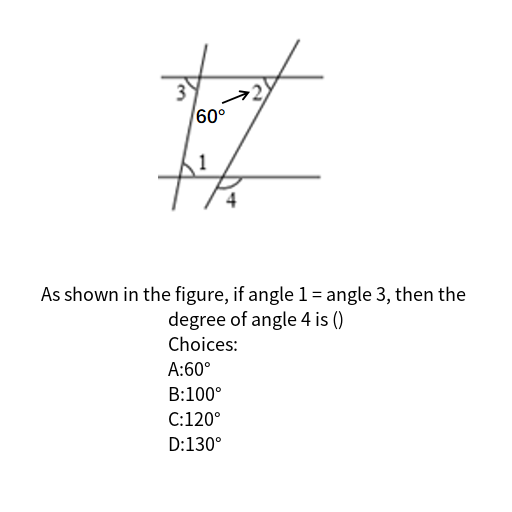 3
2
60°
1
4
As shown in the figure, if angle 1 = angle 3, then the
degree of angle 4 is ()
Choices:
A:60°
B:100°
C:120°
D:130°